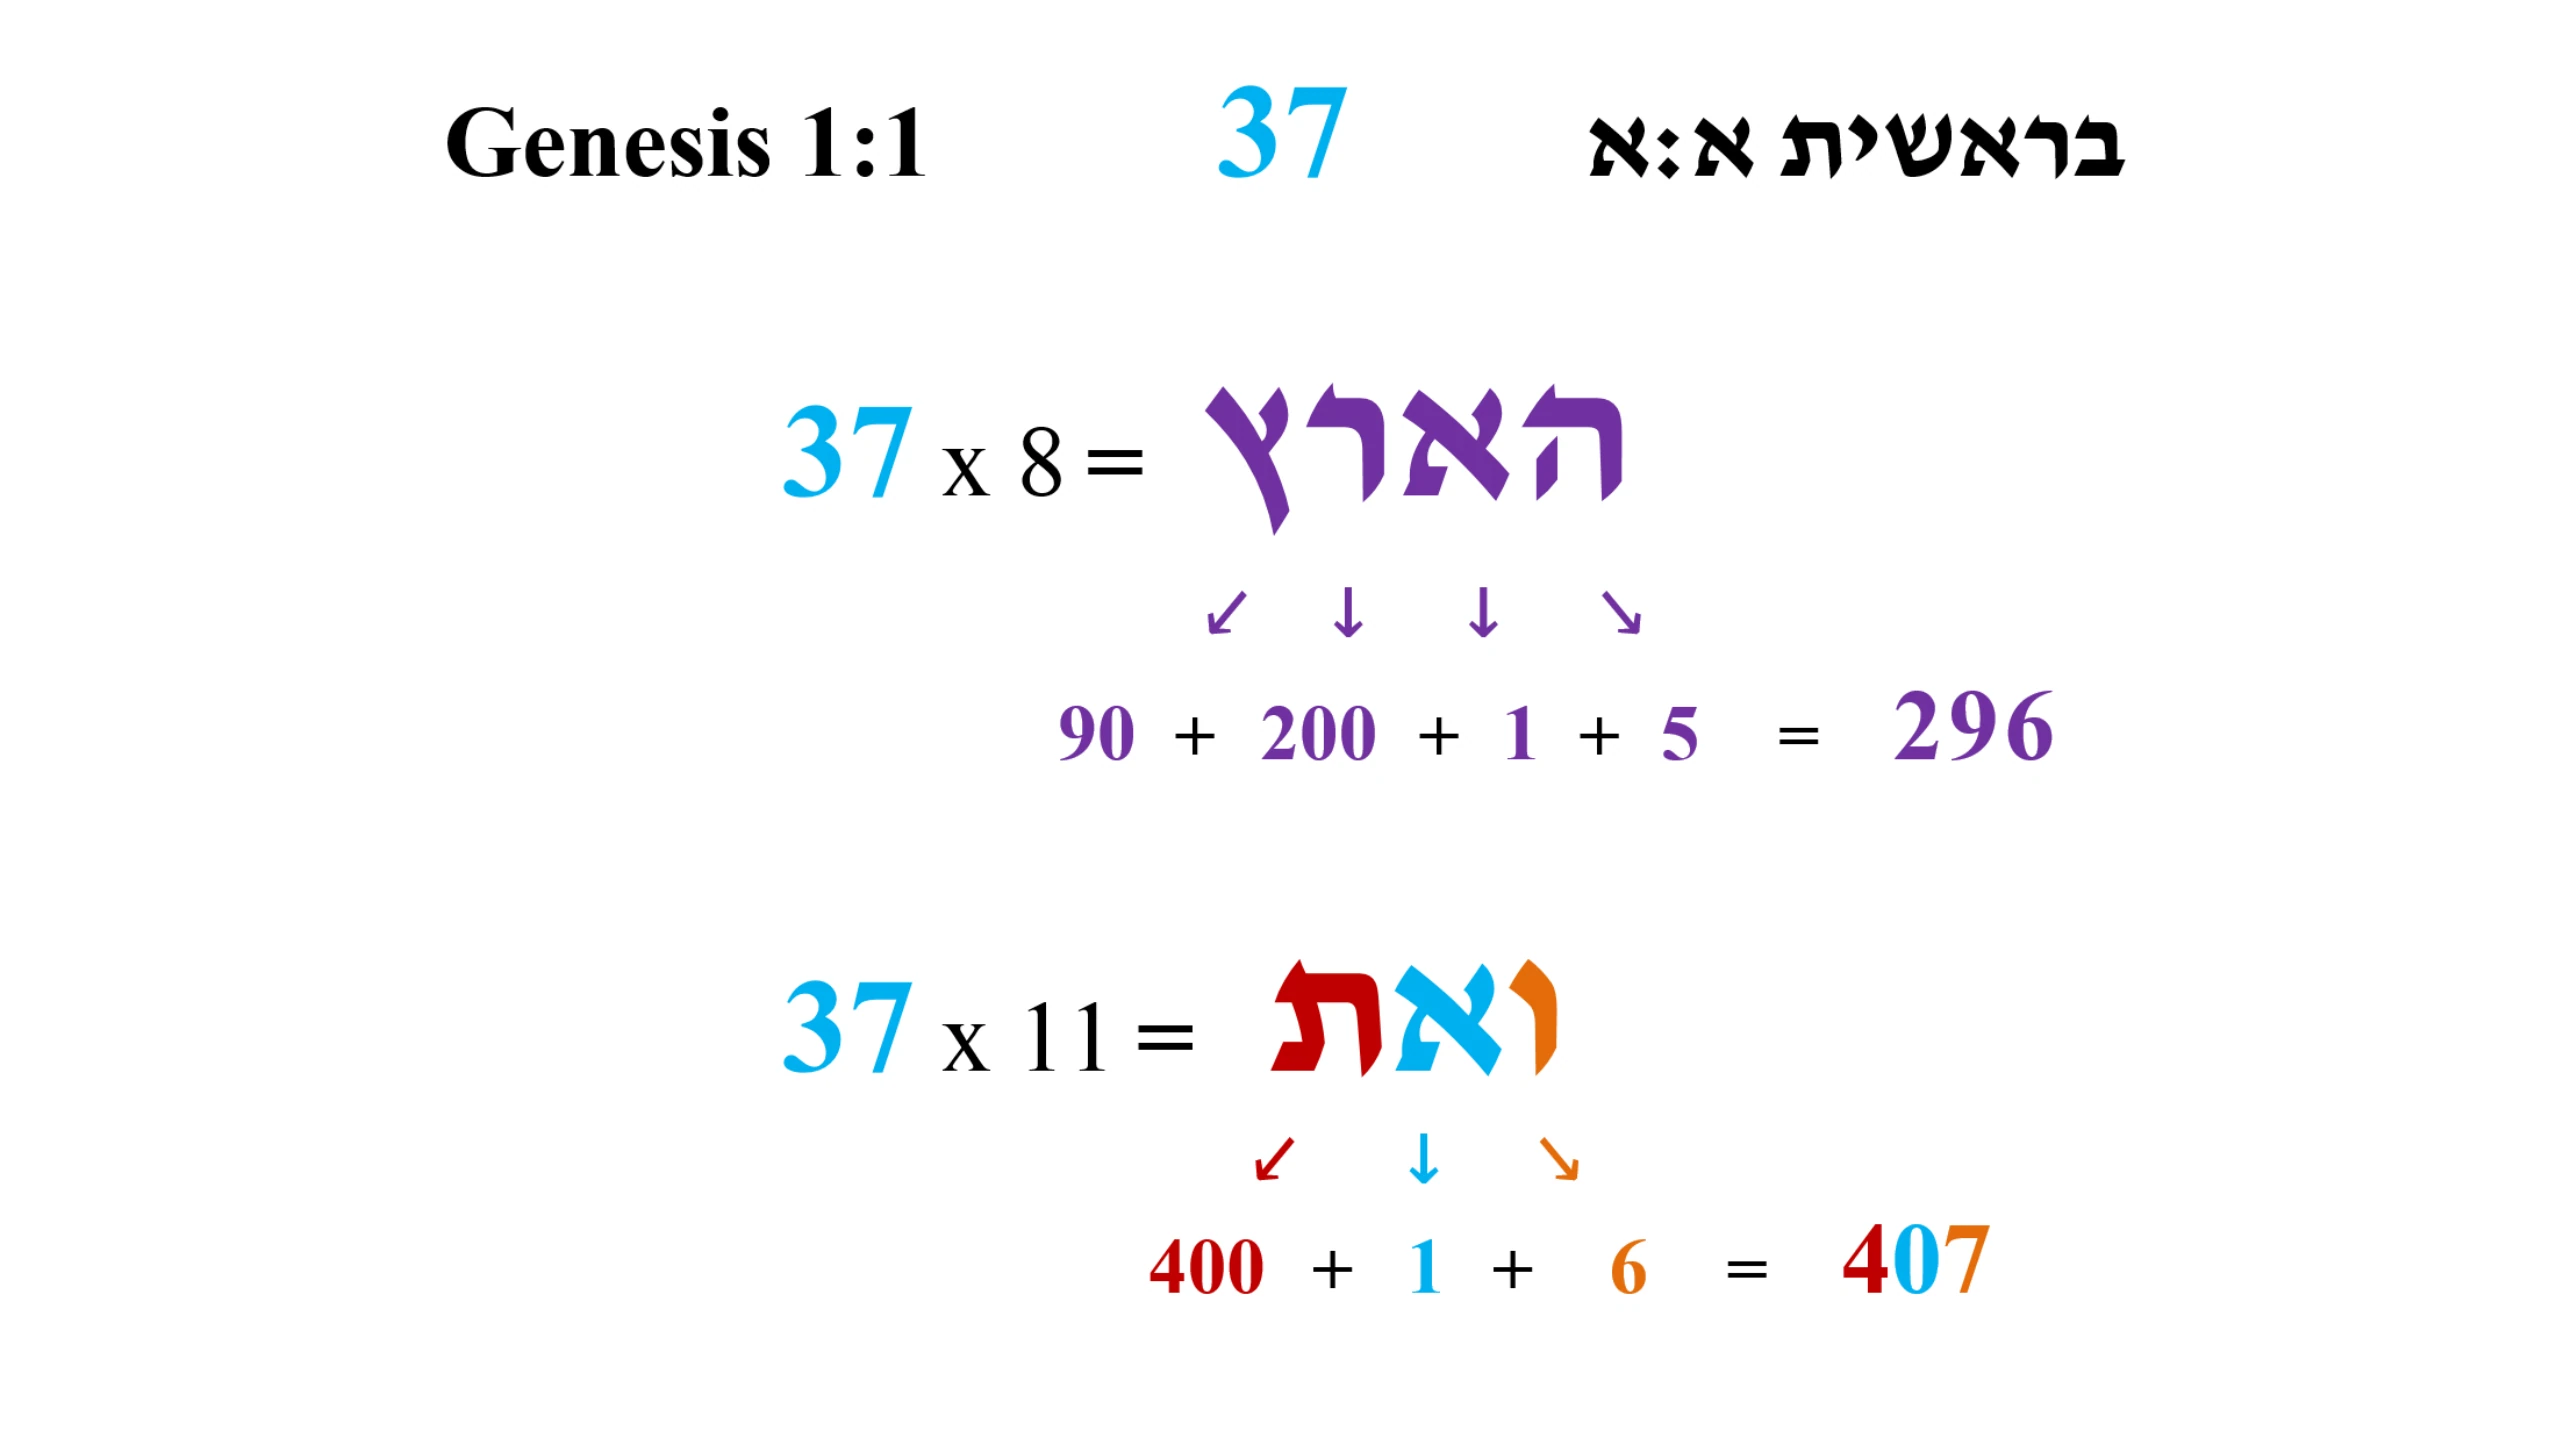 Genesis 1:1 37 בראשית א:א
37 x 8 = הארץ
↙ ↓ ↓ ↘
90 + 200 + 1 + 5 = 296
37 x 11 = ואת
↙ ↓ ↘
400 + 1 + 6 = 407